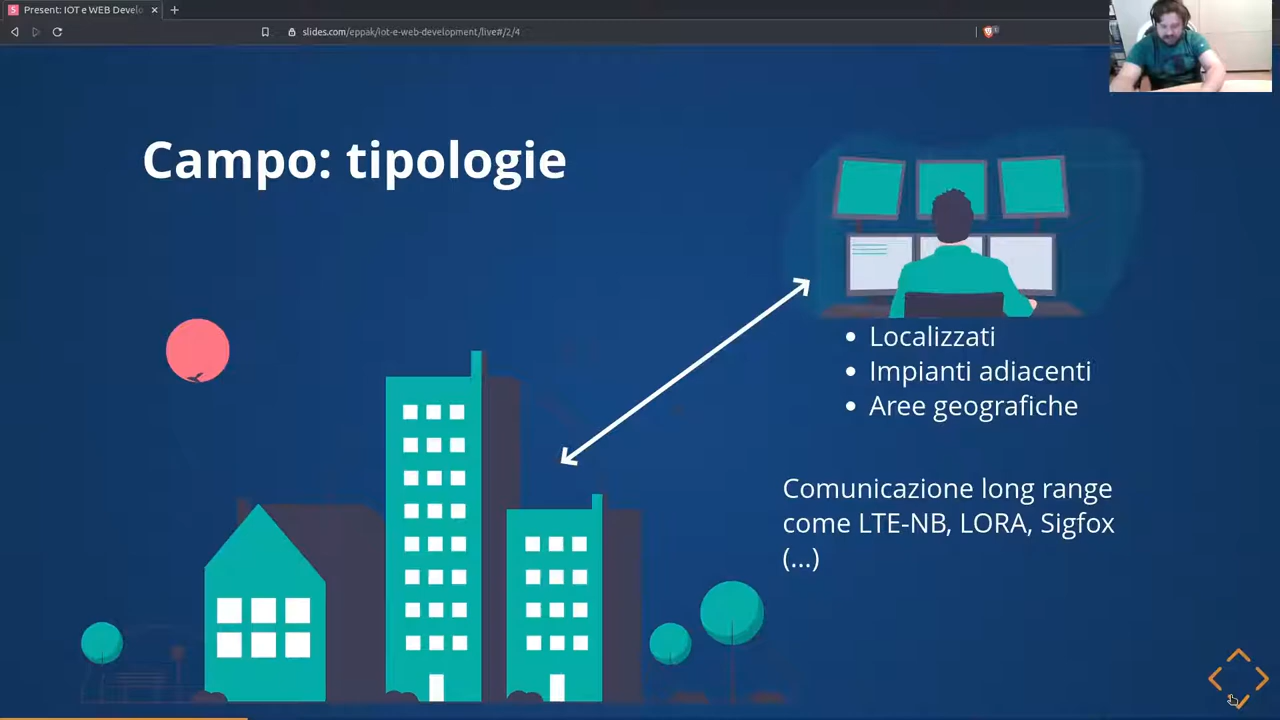 Present: IOT e WEB Develo
slides.com/eppak/iot-e-web-development/live#/2/4
1
Campo: tipologie
Localizzati
Impianti adiacenti
Aree geografiche
Comunicazione long range
come LTE-NB, LORA, Sigfox
(...)